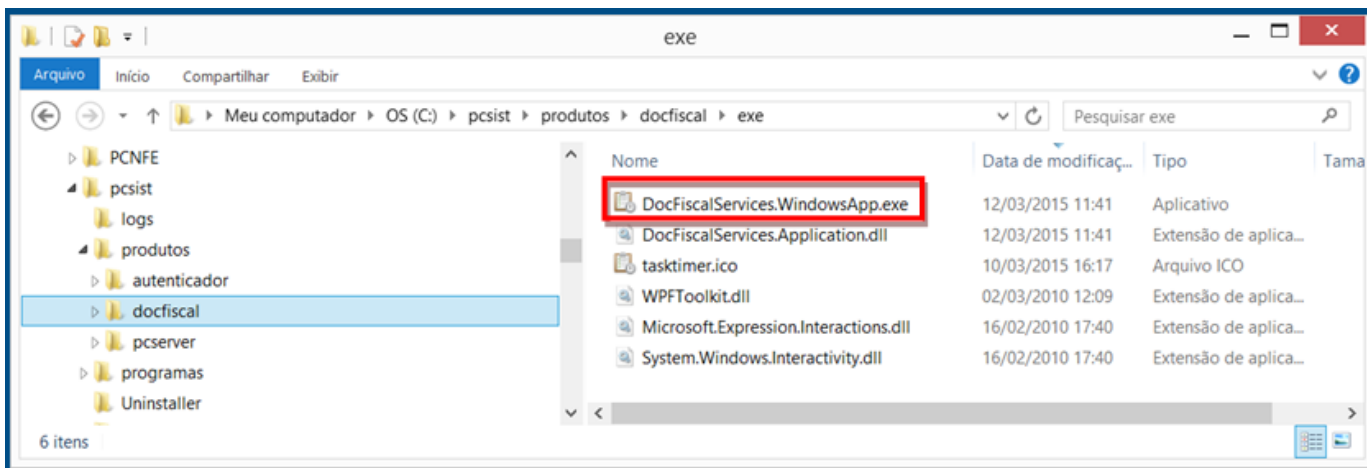 exe
Arquivo Início Compartilhar Exibir
Meu computador OS (C:) pcsist produtos docfiscal exe Pesquisar exe
PCNFE
pcsist
logs
produtos
autenticador
docfiscal
pcserver
programas
Uninstaller
Nome Data de modificaç... Tipo Tama
DocFiscalServices.WindowsApp.exe 12/03/2015 11:41 Aplicativo
DocFiscalServices.Application.dll 12/03/2015 11:41 Extensão de aplica...
tasktimer.ico 10/03/2015 16:17 Arquivo ICO
WPFToolkit.dll 02/03/2010 12:09 Extensão de aplica...
Microsoft.Expression.Interactions.dll 16/02/2010 17:40 Extensão de aplica...
System.Windows.Interactivity.dll 16/02/2010 17:40 Extensão de aplica...
6 itens